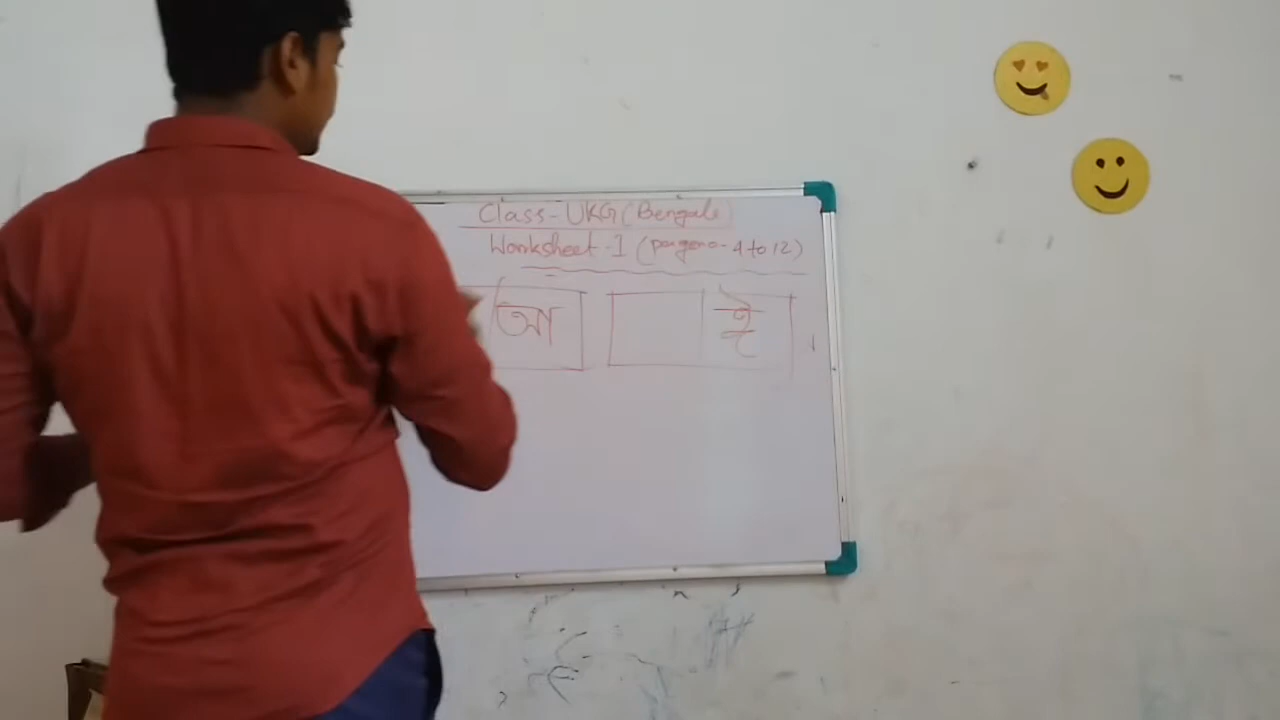 Class-UKG (Bengali)
Worksheet-1 (page no-4 to 12)
আ ই